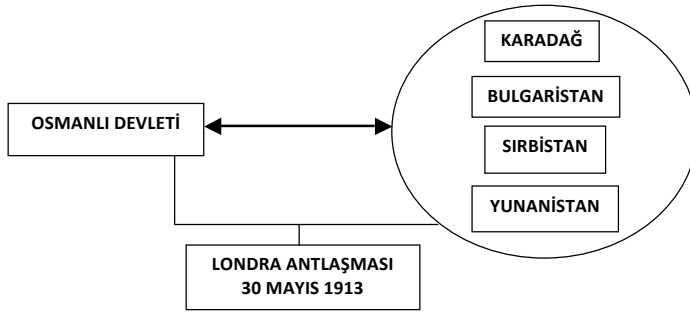 KARADAĞ
BULGARİSTAN
OSMANLI DEVLETİ
SIRBİSTAN
YUNANİSTAN
LONDRA ANTLAŞMASI
30 MAYIS 1913